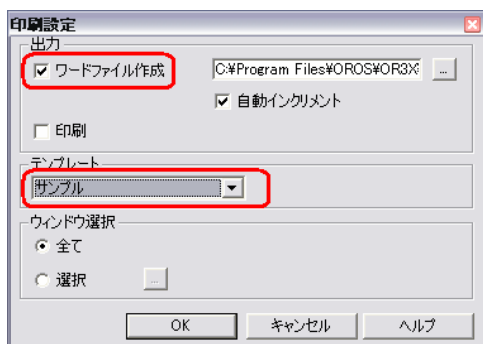 印刷設定
出力
ワードファイル作成
C:¥Program Files¥OROS¥OR3X
...
自動インクリメント
印刷
テンプレート
サンプル
ウィンドウ選択
全て
選択
...
OK
キャンセル
ヘルプ